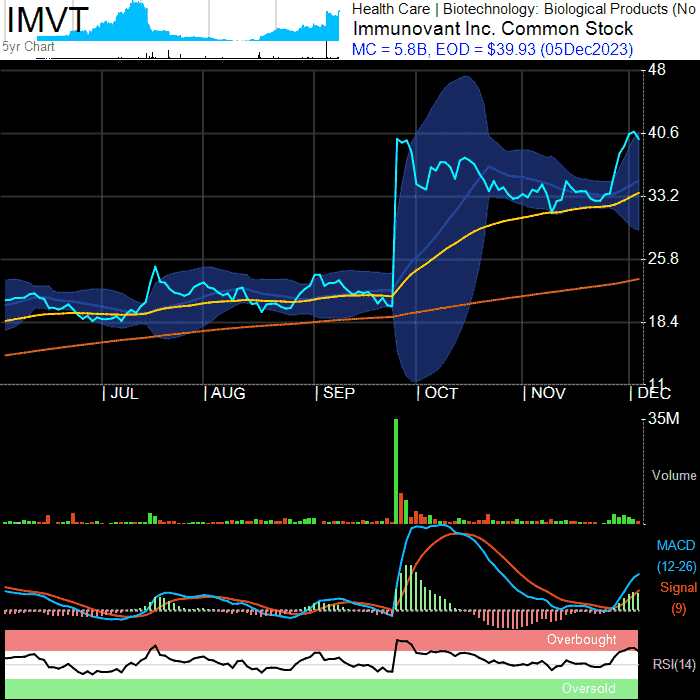 IMVT
5yr Chart
Health Care | Biotechnology: Biological Products (No
Immunovant Inc. Common Stock
MC = 5.8B, EOD = $39.93 (05Dec2023)
48
40.6
33.2
25.8
18.4
11
| JUL | AUG | SEP | OCT | NOV | DEC
35M
Volume
MACD
(12-26)
Signal
(9)
Overbought
RSI(14)
Oversold